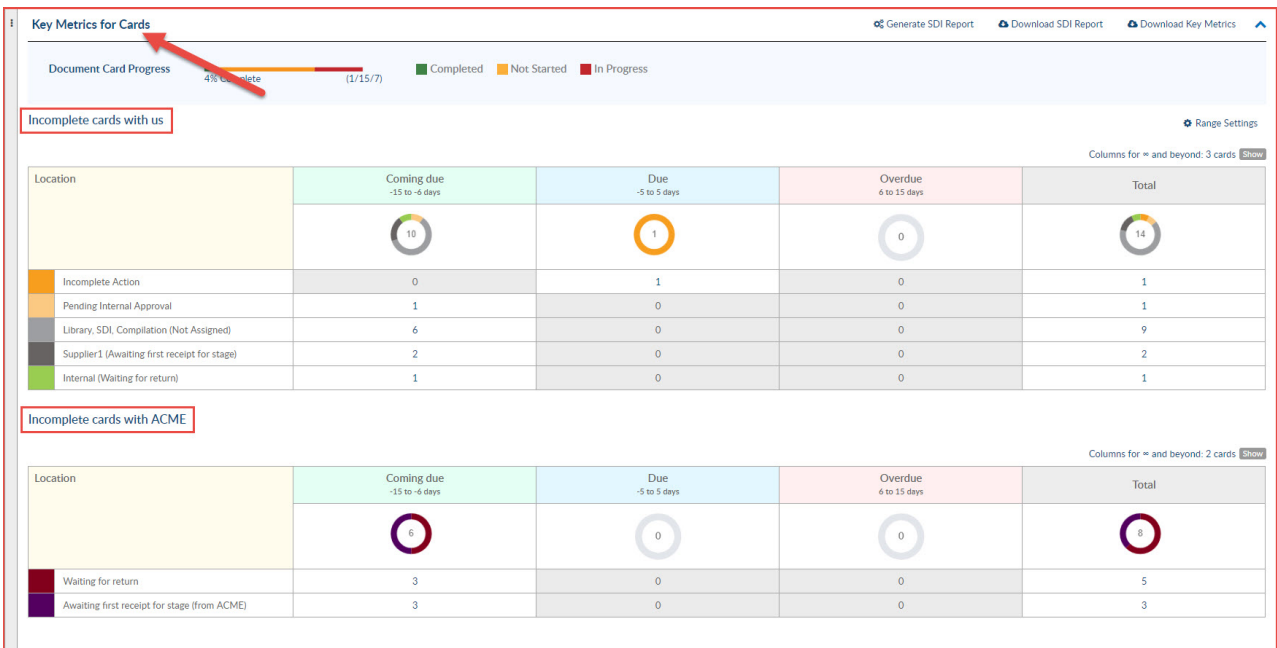 Key Metrics for Cards
Generate SDI Report
Download SDI Report
Download Key Metrics
Document Card Progress
4% Complete (1/15/7)
Completed Not Started In Progress
Incomplete cards with us
Range Settings
Columns for ∞ and beyond: 3 cards Show
Location Coming due Due Overdue Total
-15 to -6 days -5 to 5 days 6 to 15 days
10 1 0 14
Incomplete Action 0 1 0 1
Pending Internal Approval 1 0 0 1
Library, SDI, Compilation (Not Assigned) 6 0 0 9
Supplier1 (Awaiting first receipt for stage) 2 0 0 2
Internal (Waiting for return) 1 0 0 1
Incomplete cards with ACME
Columns for ∞ and beyond: 2 cards Show
Location Coming due Due Overdue Total
-15 to -6 days -5 to 5 days 6 to 15 days
6 0 0 8
Waiting for return 3 0 0 5
Awaiting first receipt for stage (from ACME) 3 0 0 3